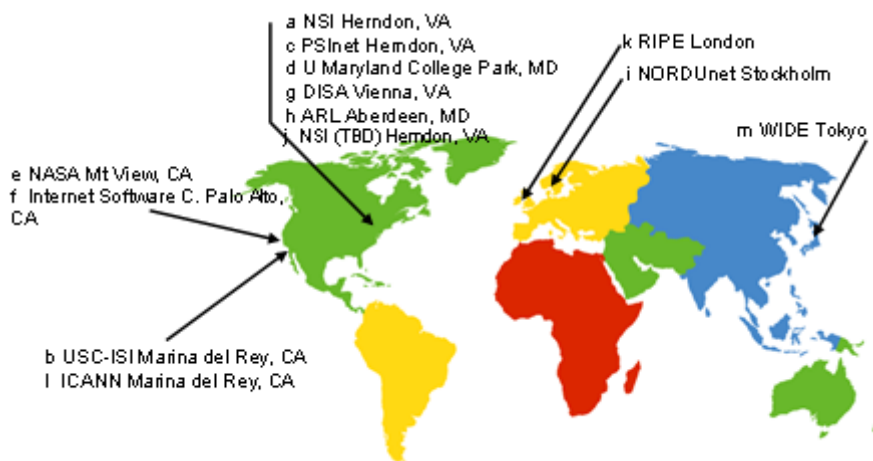 a NSI Herndon, VA
c PSInet Herndon, VA
d U Maryland College Park, MD
g DISA Vienna, VA
h ARL Aberdeen, MD
j NSI (TBD) Herndon, VA
k RIPE London
i NORDUnet Stockholm
m WIDE Tokyo
e NASA Mt View, CA
f Internet Software C. Palo Alto,
CA
b USC-ISI Marina del Rey, CA
l ICANN Marina del Rey, CA